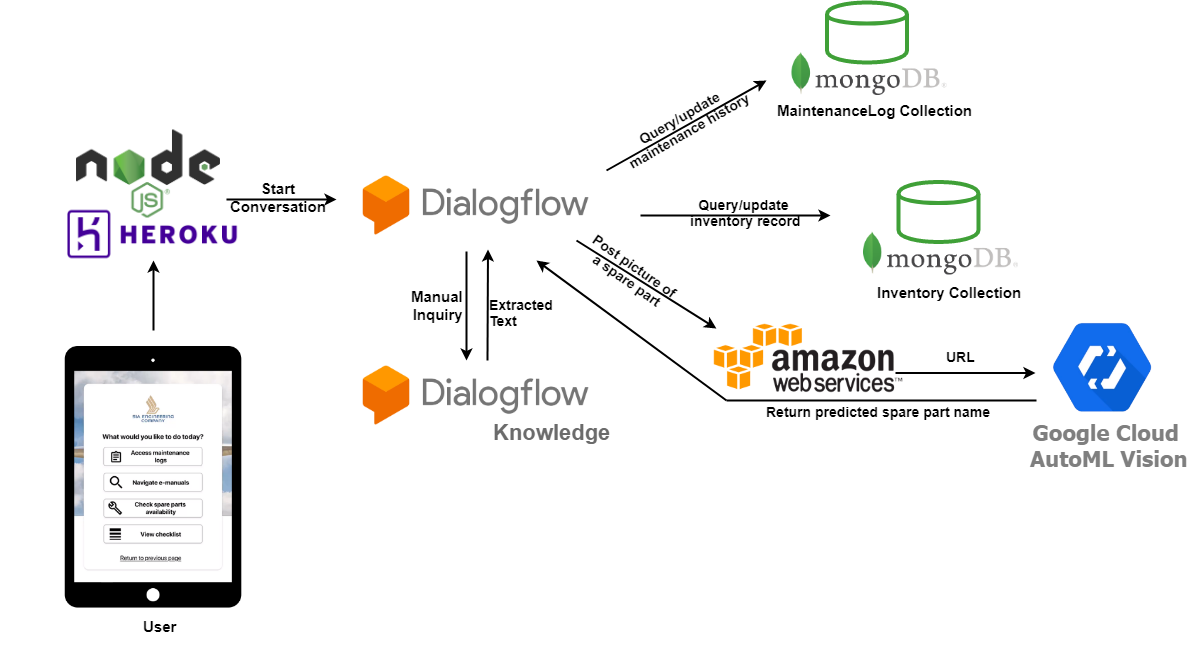 mongoDB®
MaintenanceLog Collection
Query/update
maintenance history
node
JS®
HEROKU
Start
Conversation
Dialogflow
Query/update
inventory record
mongoDB®
Inventory Collection
Post picture of
a spare part
Manual
Inquiry
Extracted
Text
amazon
web services™
URL
Return predicted spare part name
Dialogflow
Knowledge
Google Cloud
AutoML Vision
SIA ENGINEERING
COMPANY
What would you like to do today?
Access maintenance
logs
Navigate e-manuals
Check spare parts
availability
View checklist
Return to previous page
User